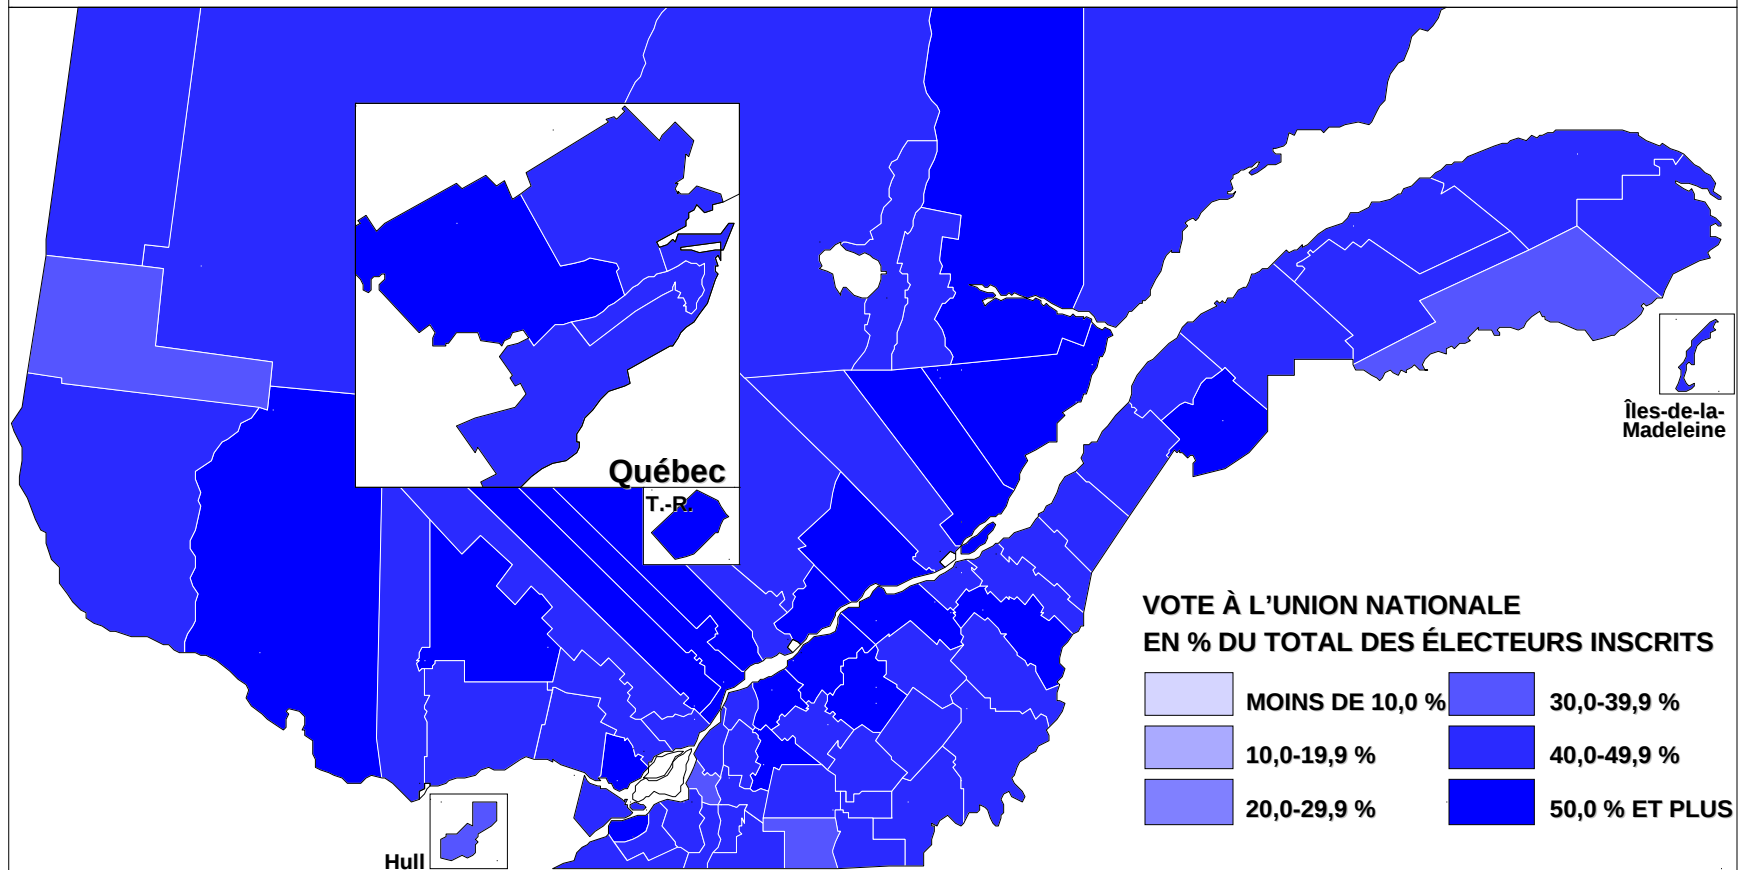 Québec
T.-R.
Îles-de-la-
Madeleine
VOTE À L’UNION NATIONALE
EN % DU TOTAL DES ÉLECTEURS INSCRITS
MOINS DE 10,0 %
30,0-39,9 %
10,0-19,9 %
40,0-49,9 %
20,0-29,9 %
50,0 % ET PLUS
Hull